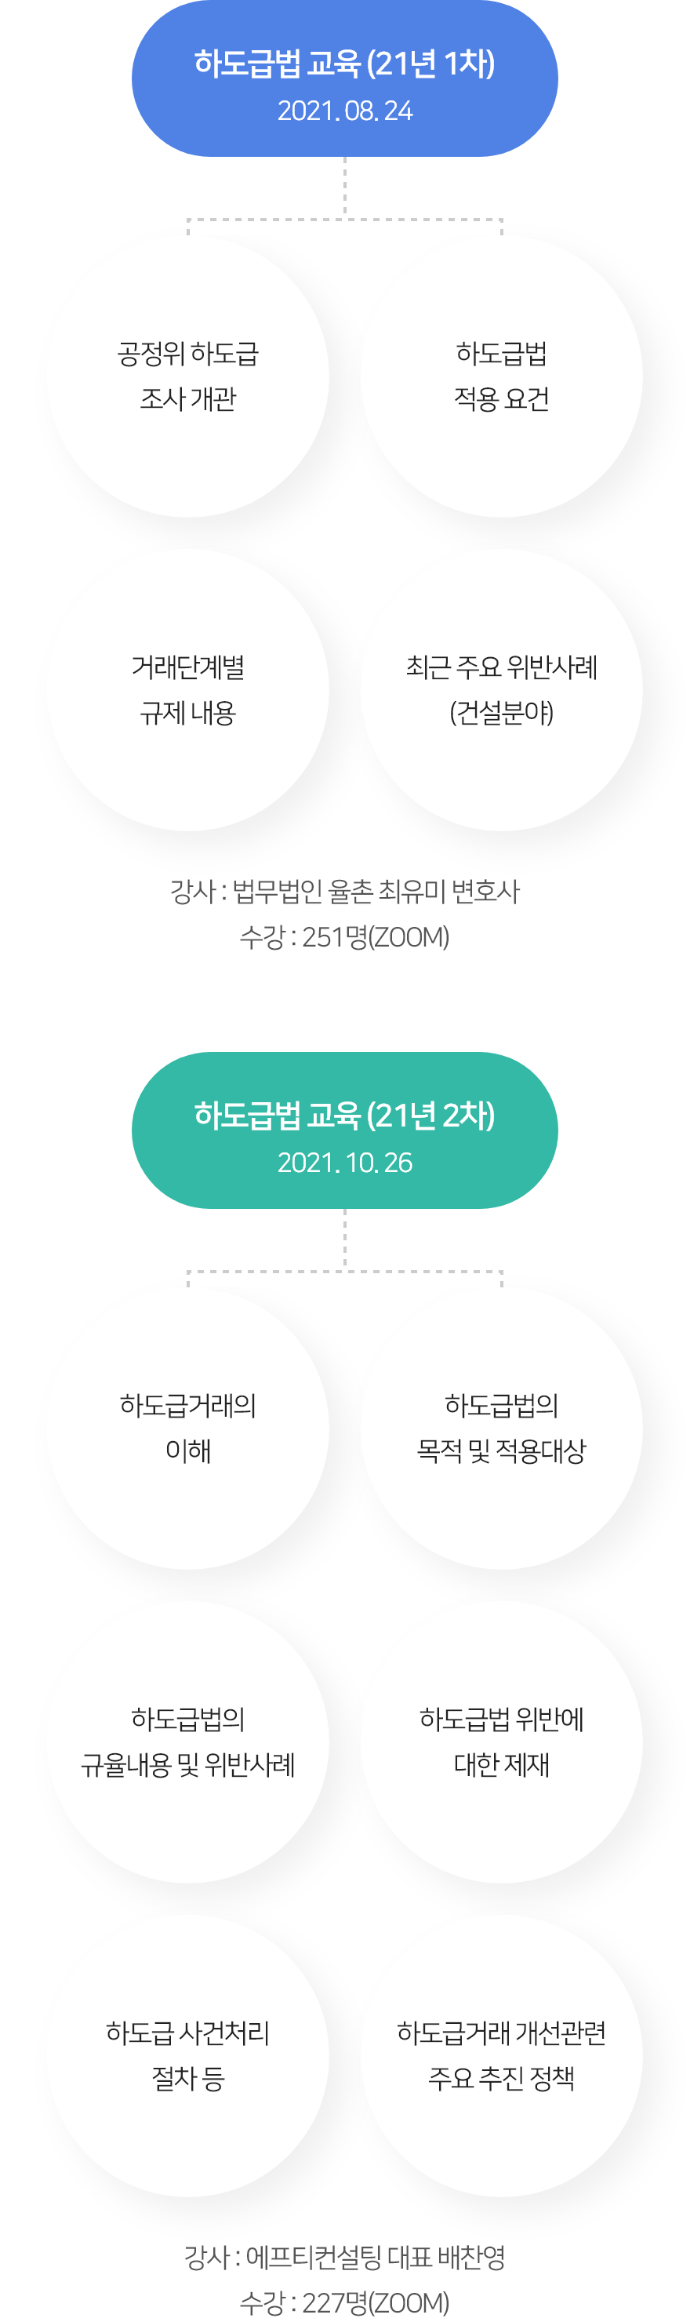 하도급법 교육 (21년 1차)
2021. 08. 24
공정위 하도급
조사 개관
하도급법
적용 요건
거래단계별
규제 내용
최근 주요 위반사례
(건설분야)
강사 : 법무법인 율촌 최유미 변호사
수강 : 251명(ZOOM)
하도급법 교육 (21년 2차)
2021. 10. 26
하도급거래의
이해
하도급법의
목적 및 적용대상
하도급법의
규율내용 및 위반사례
하도급법 위반에
대한 제재
하도급 사건처리
절차 등
하도급거래 개선관련
주요 추진 정책
강사 : 에프티컨설팅 대표 배찬영
수강 : 227명(ZOOM)